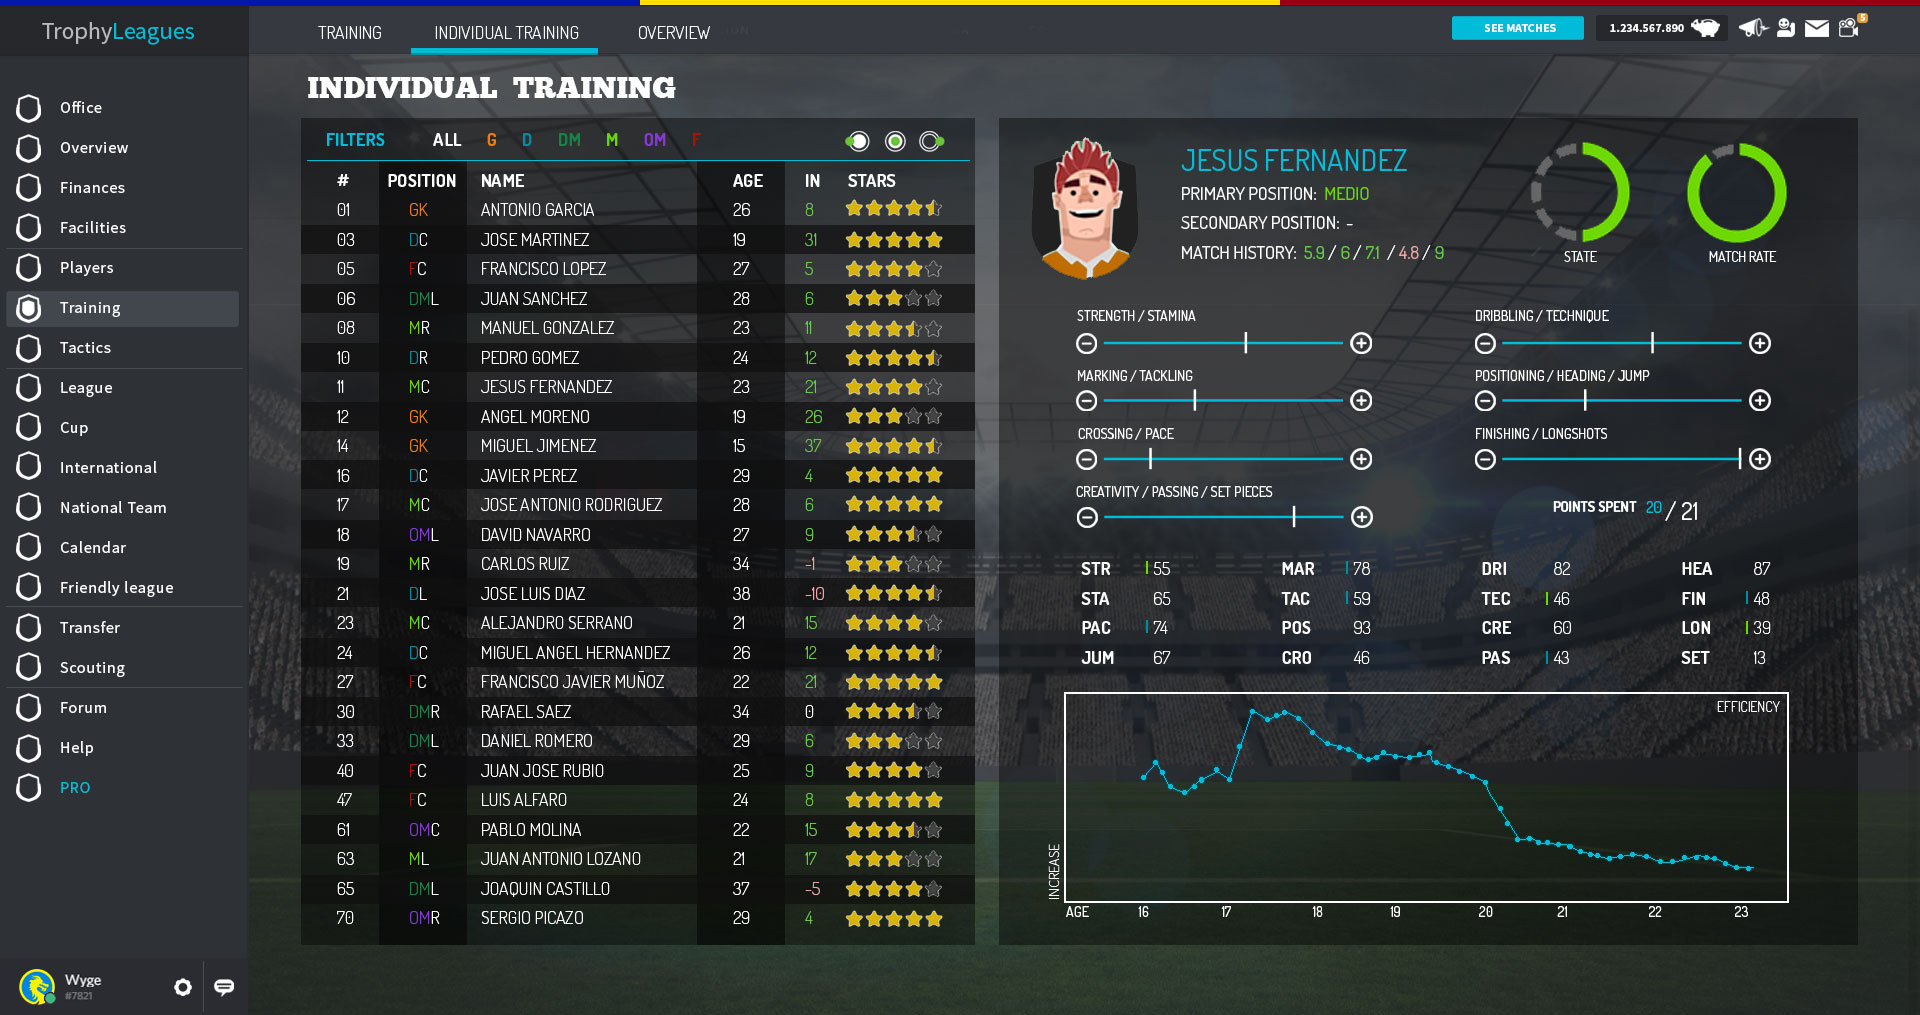 TrophyLeagues
TRAINING INDIVIDUAL TRAINING OVERVIEW
SEE MATCHES 1.234.567.890 5
Office
Overview
Finances
Facilities
Players
Training
Tactics
League
Cup
International
National Team
Calendar
Friendly league
Transfer
Scouting
Forum
Help
PRO
Wyge
#7821
INDIVIDUAL TRAINING
FILTERS ALL G D DM M OM F
# POSITION NAME AGE IN STARS
01 GK ANTONIO GARCIA 26 8
03 DC JOSE MARTINEZ 19 31
05 FC FRANCISCO LOPEZ 27 5
06 DML JUAN SANCHEZ 28 6
08 MR MANUEL GONZALEZ 23 11
10 DR PEDRO GOMEZ 24 12
11 MC JESUS FERNANDEZ 23 21
12 GK ANGEL MORENO 19 26
14 GK MIGUEL JIMENEZ 15 37
16 DC JAVIER PEREZ 29 4
17 MC JOSE ANTONIO RODRIGUEZ 28 6
18 OML DAVID NAVARRO 27 9
19 MR CARLOS RUIZ 34 -1
21 DL JOSE LUIS DIAZ 38 -10
23 MC ALEJANDRO SERRANO 21 15
24 DC MIGUEL ANGEL HERNANDEZ 26 12
27 FC FRANCISCO JAVIER MUÑOZ 22 21
30 DMR RAFAEL SAEZ 34 0
33 DML DANIEL ROMERO 29 6
40 FC JUAN JOSE RUBIO 25 9
47 FC LUIS ALFARO 24 8
61 OMC PABLO MOLINA 22 15
63 ML JUAN ANTONIO LOZANO 21 17
65 DML JOAQUIN CASTILLO 37 -5
70 OMR SERGIO PICAZO 29 4
JESUS FERNANDEZ
PRIMARY POSITION: MEDIO
SECONDARY POSITION: -
MATCH HISTORY: 5.9 / 6 / 7.1 / 4.8 / 9
STATE MATCH RATE
STRENGTH / STAMINA DRIBBLING / TECHNIQUE
MARKING / TACKLING POSITIONING / HEADING / JUMP
CROSSING / PACE FINISHING / LONGSHOTS
CREATIVITY / PASSING / SET PIECES
POINTS SPENT 20 / 21
STR 55 MAR 78 DRI 82 HEA 87
STA 65 TAC 59 TEC 46 FIN 48
PAC 74 POS 93 CRE 60 LON 39
JUM 67 CRO 46 PAS 43 SET 13
EFFICIENCY
INCREASE
AGE 16 17 18 19 20 21 22 23